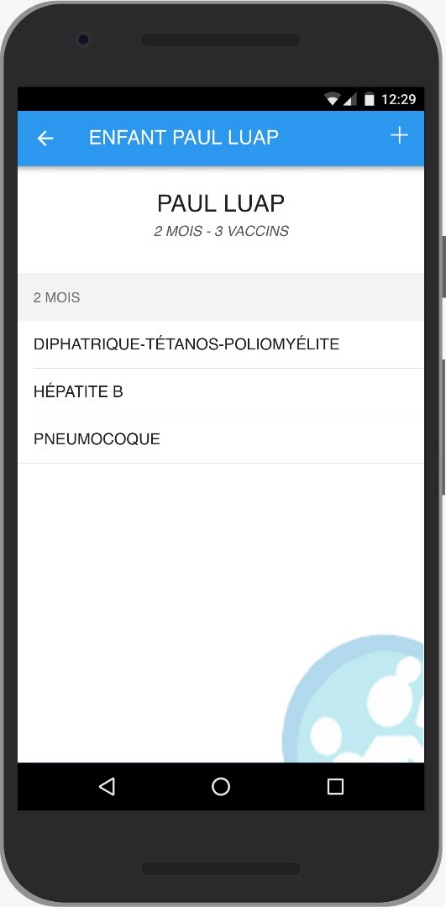 12:29
ENFANT PAUL LUAP
PAUL LUAP
2 MOIS - 3 VACCINS
2 MOIS
DIPHATRIQUE-TÉTANOS-POLIOMYÉLITE
HÉPATITE B
PNEUMOCOQUE